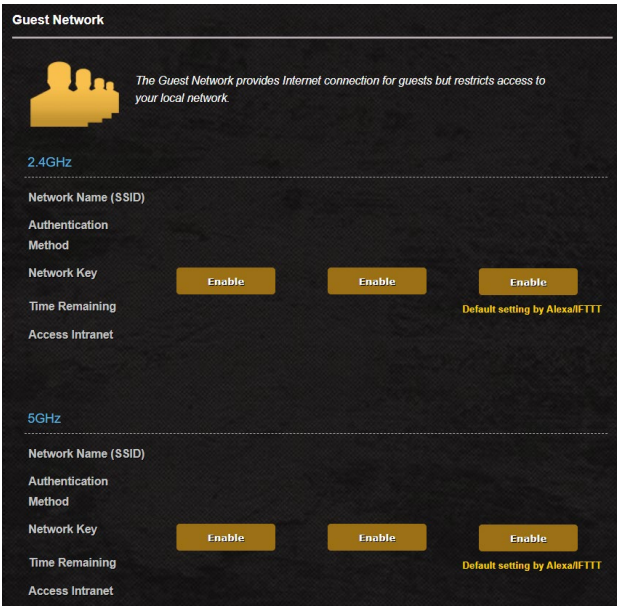 Guest Network
The Guest Network provides Internet connection for guests but restricts access to
your local network.
2.4GHz
Network Name (SSID)
Authentication
Method
Network Key
Enable Enable Enable
Time Remaining
Default setting by Alexa/IFTTT
Access Intranet
5GHz
Network Name (SSID)
Authentication
Method
Network Key
Enable Enable Enable
Time Remaining
Default setting by Alexa/IFTTT
Access Intranet